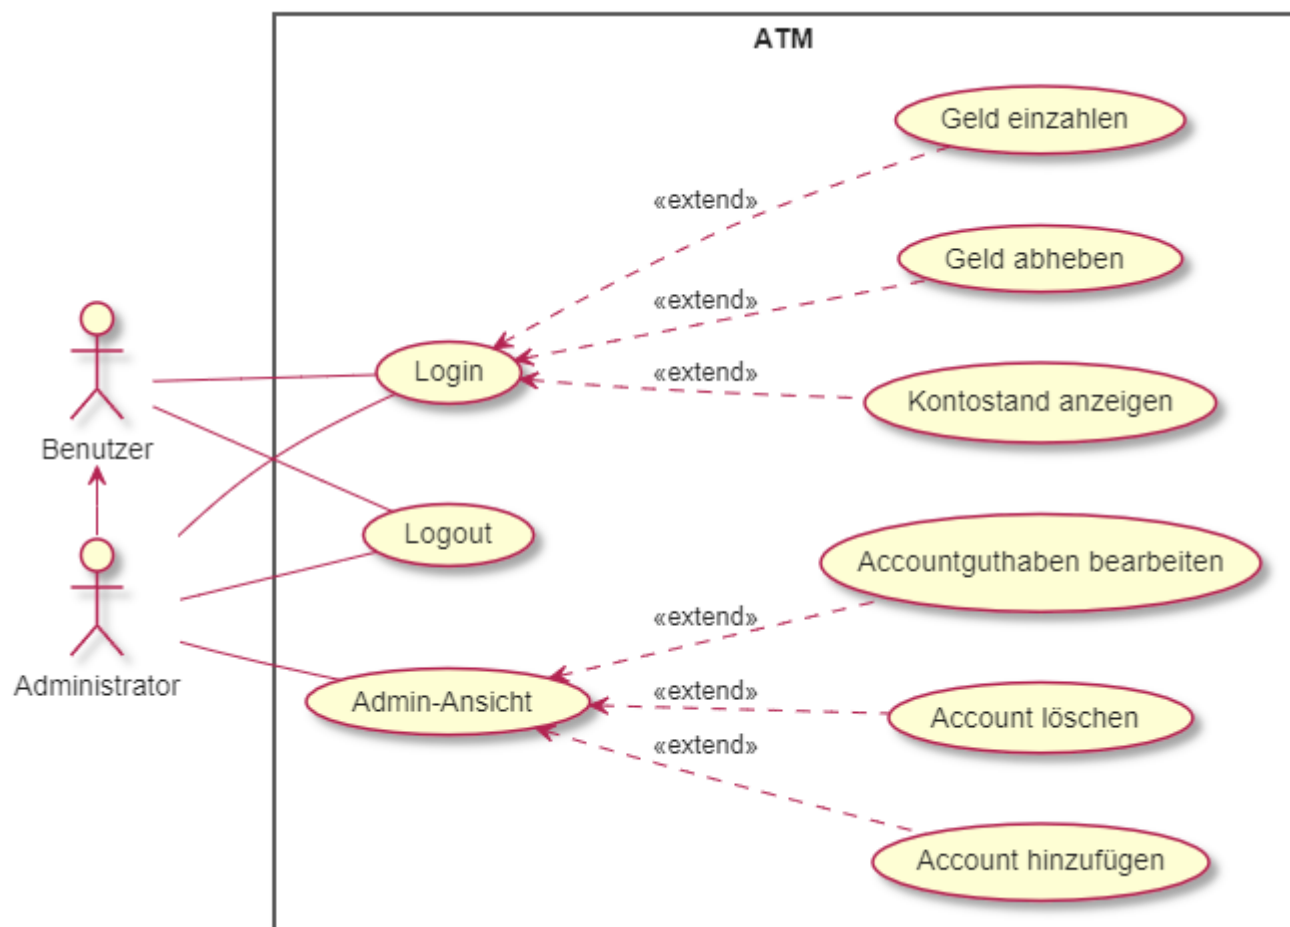 ATM
Geld einzahlen
«extend»
Geld abheben
«extend»
Login
«extend»
Kontostand anzeigen
Benutzer
Logout
Accountguthaben bearbeiten
«extend»
Administrator
Admin-Ansicht
«extend»
Account löschen
«extend»
Account hinzufügen